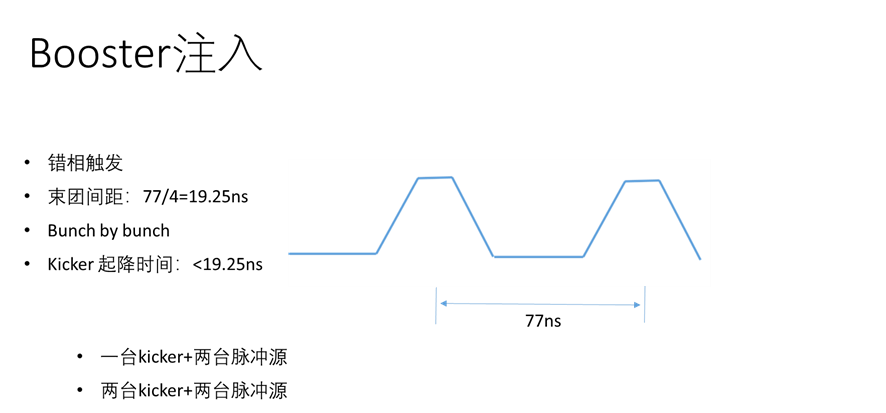 Booster注入
• 错相触发
• 束团间距：77/4=19.25ns
• Bunch by bunch
• Kicker 起降时间：<19.25ns
77ns
• 一台kicker+两台脉冲源
• 两台kicker+两台脉冲源